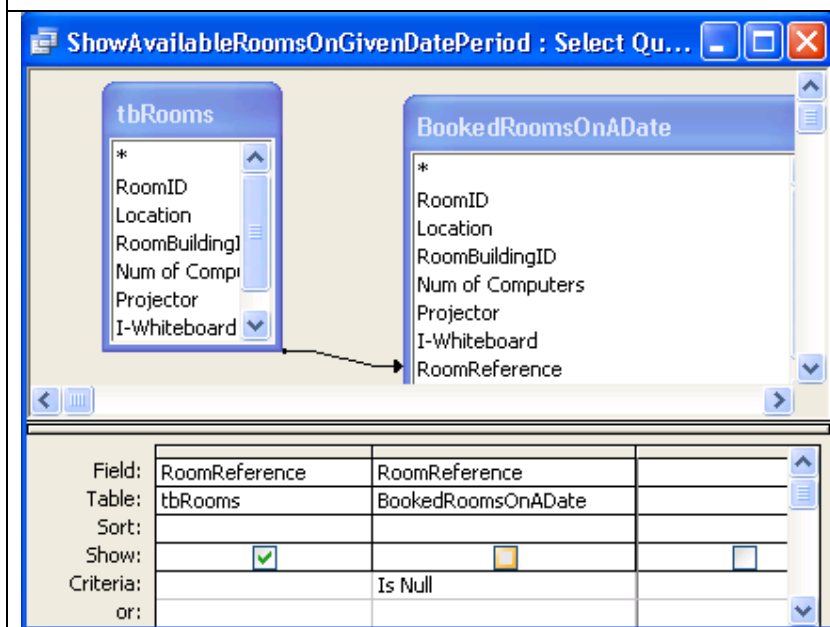 ShowAvailableRoomsOnGivenDatePeriod : Select Qu...
tbRooms
*
RoomID
Location
RoomBuildingI
Num of Compu
Projector
I-Whiteboard
BookedRoomsOnADate
*
RoomID
Location
RoomBuildingID
Num of Computers
Projector
I-Whiteboard
RoomReference
Field: RoomReference RoomReference
Table: tbRooms BookedRoomsOnADate
Sort:
Show:
Criteria: Is Null
or: